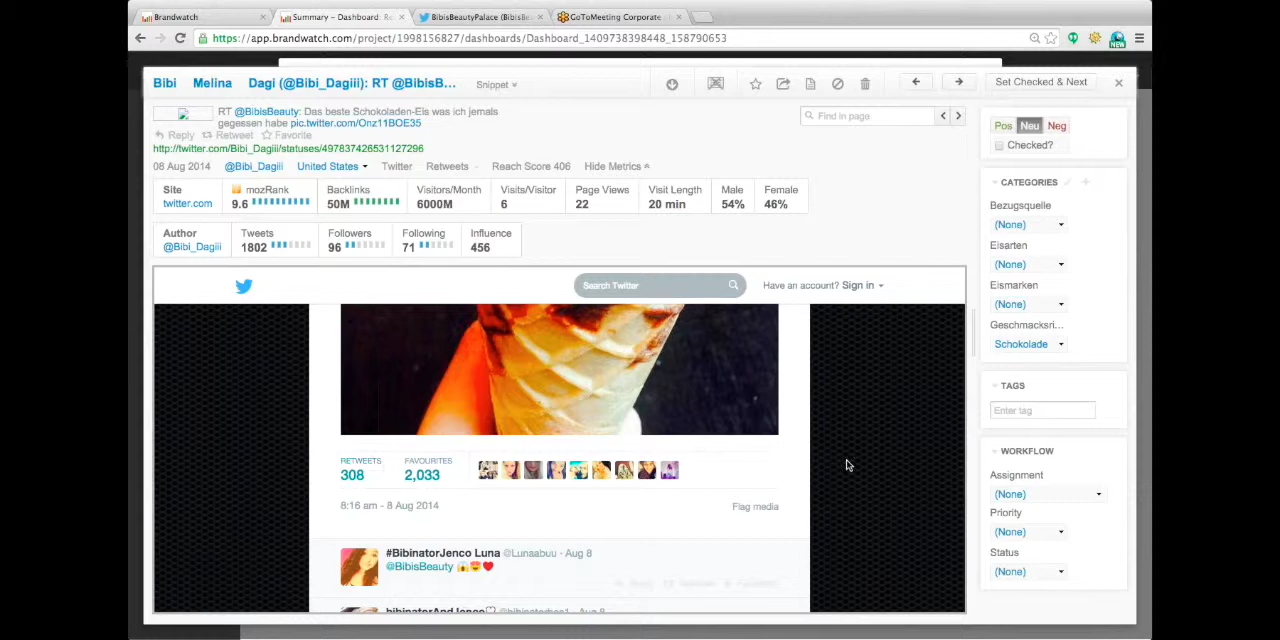 Brandwatch
Summary - Dashboard: Re
BibisBeautyPalace (BibisBe
GoToMeeting Corporate
https://app.brandwatch.com/project/1998156827/dashboards/Dashboard_1409738398448_158790653
NEW
Bibi Melina Dagi (@Bibi_Dagiii): RT @BibisB... Snippet
Set Checked & Next
RT @BibisBeauty: Das beste Schokoladen-Eis was ich jemals
gegessen habe pic.twitter.com/Onz11BOE35
Find in page
Reply Retweet Favorite
http://twitter.com/Bibi_Dagiii/statuses/497837426531127296
08 Aug 2014 @Bibi_Dagiii United States Twitter Retweets - Reach Score 406 Hide Metrics
Site mozRank Backlinks Visitors/Month Visits/Visitor Page Views Visit Length Male Female
twitter.com 9.6 50M 6000M 6 22 20 min 54% 46%
Author Tweets Followers Following Influence
@Bibi_Dagiii 1802 96 71 456
Search Twitter
Have an account? Sign in
RETWEETS FAVOURITES
308 2,033
8:16 am - 8 Aug 2014
Flag media
#BibinatorJenco Luna @Lunaabuu · Aug 8
@BibisBeauty 😱😍❤
Pos Neu Neg
Checked?
CATEGORIES
Bezugsquelle
(None)
Eisarten
(None)
Eismarken
(None)
Geschmacksri...
Schokolade
TAGS
Enter tag
WORKFLOW
Assignment
(None)
Priority
(None)
Status
(None)